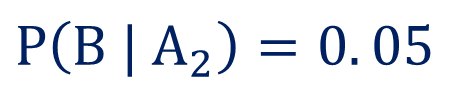 P(B | A₂) = 0.05